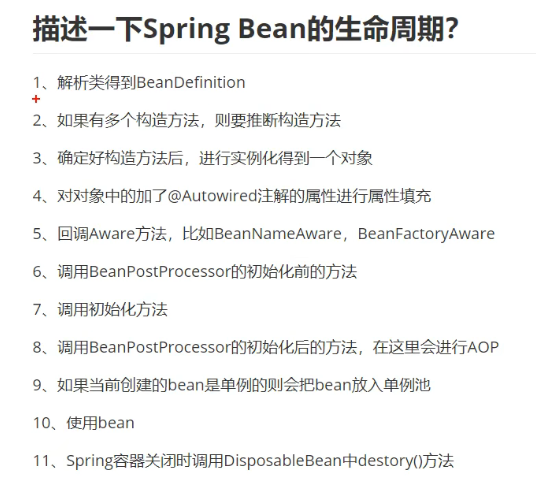 描述一下Spring Bean的生命周期？
1、解析类得到BeanDefinition
2、如果有多个构造方法，则要推断构造方法
3、确定好构造方法后，进行实例化得到一个对象
4、对对象中的加了@Autowired注解的属性进行属性填充
5、回调Aware方法，比如BeanNameAware，BeanFactoryAware
6、调用BeanPostProcessor的初始化前的方法
7、调用初始化方法
8、调用BeanPostProcessor的初始化后的方法，在这里会进行AOP
9、如果当前创建的bean是单例的则会把bean放入单例池
10、使用bean
11、Spring容器关闭时调用DisposableBean中destory()方法